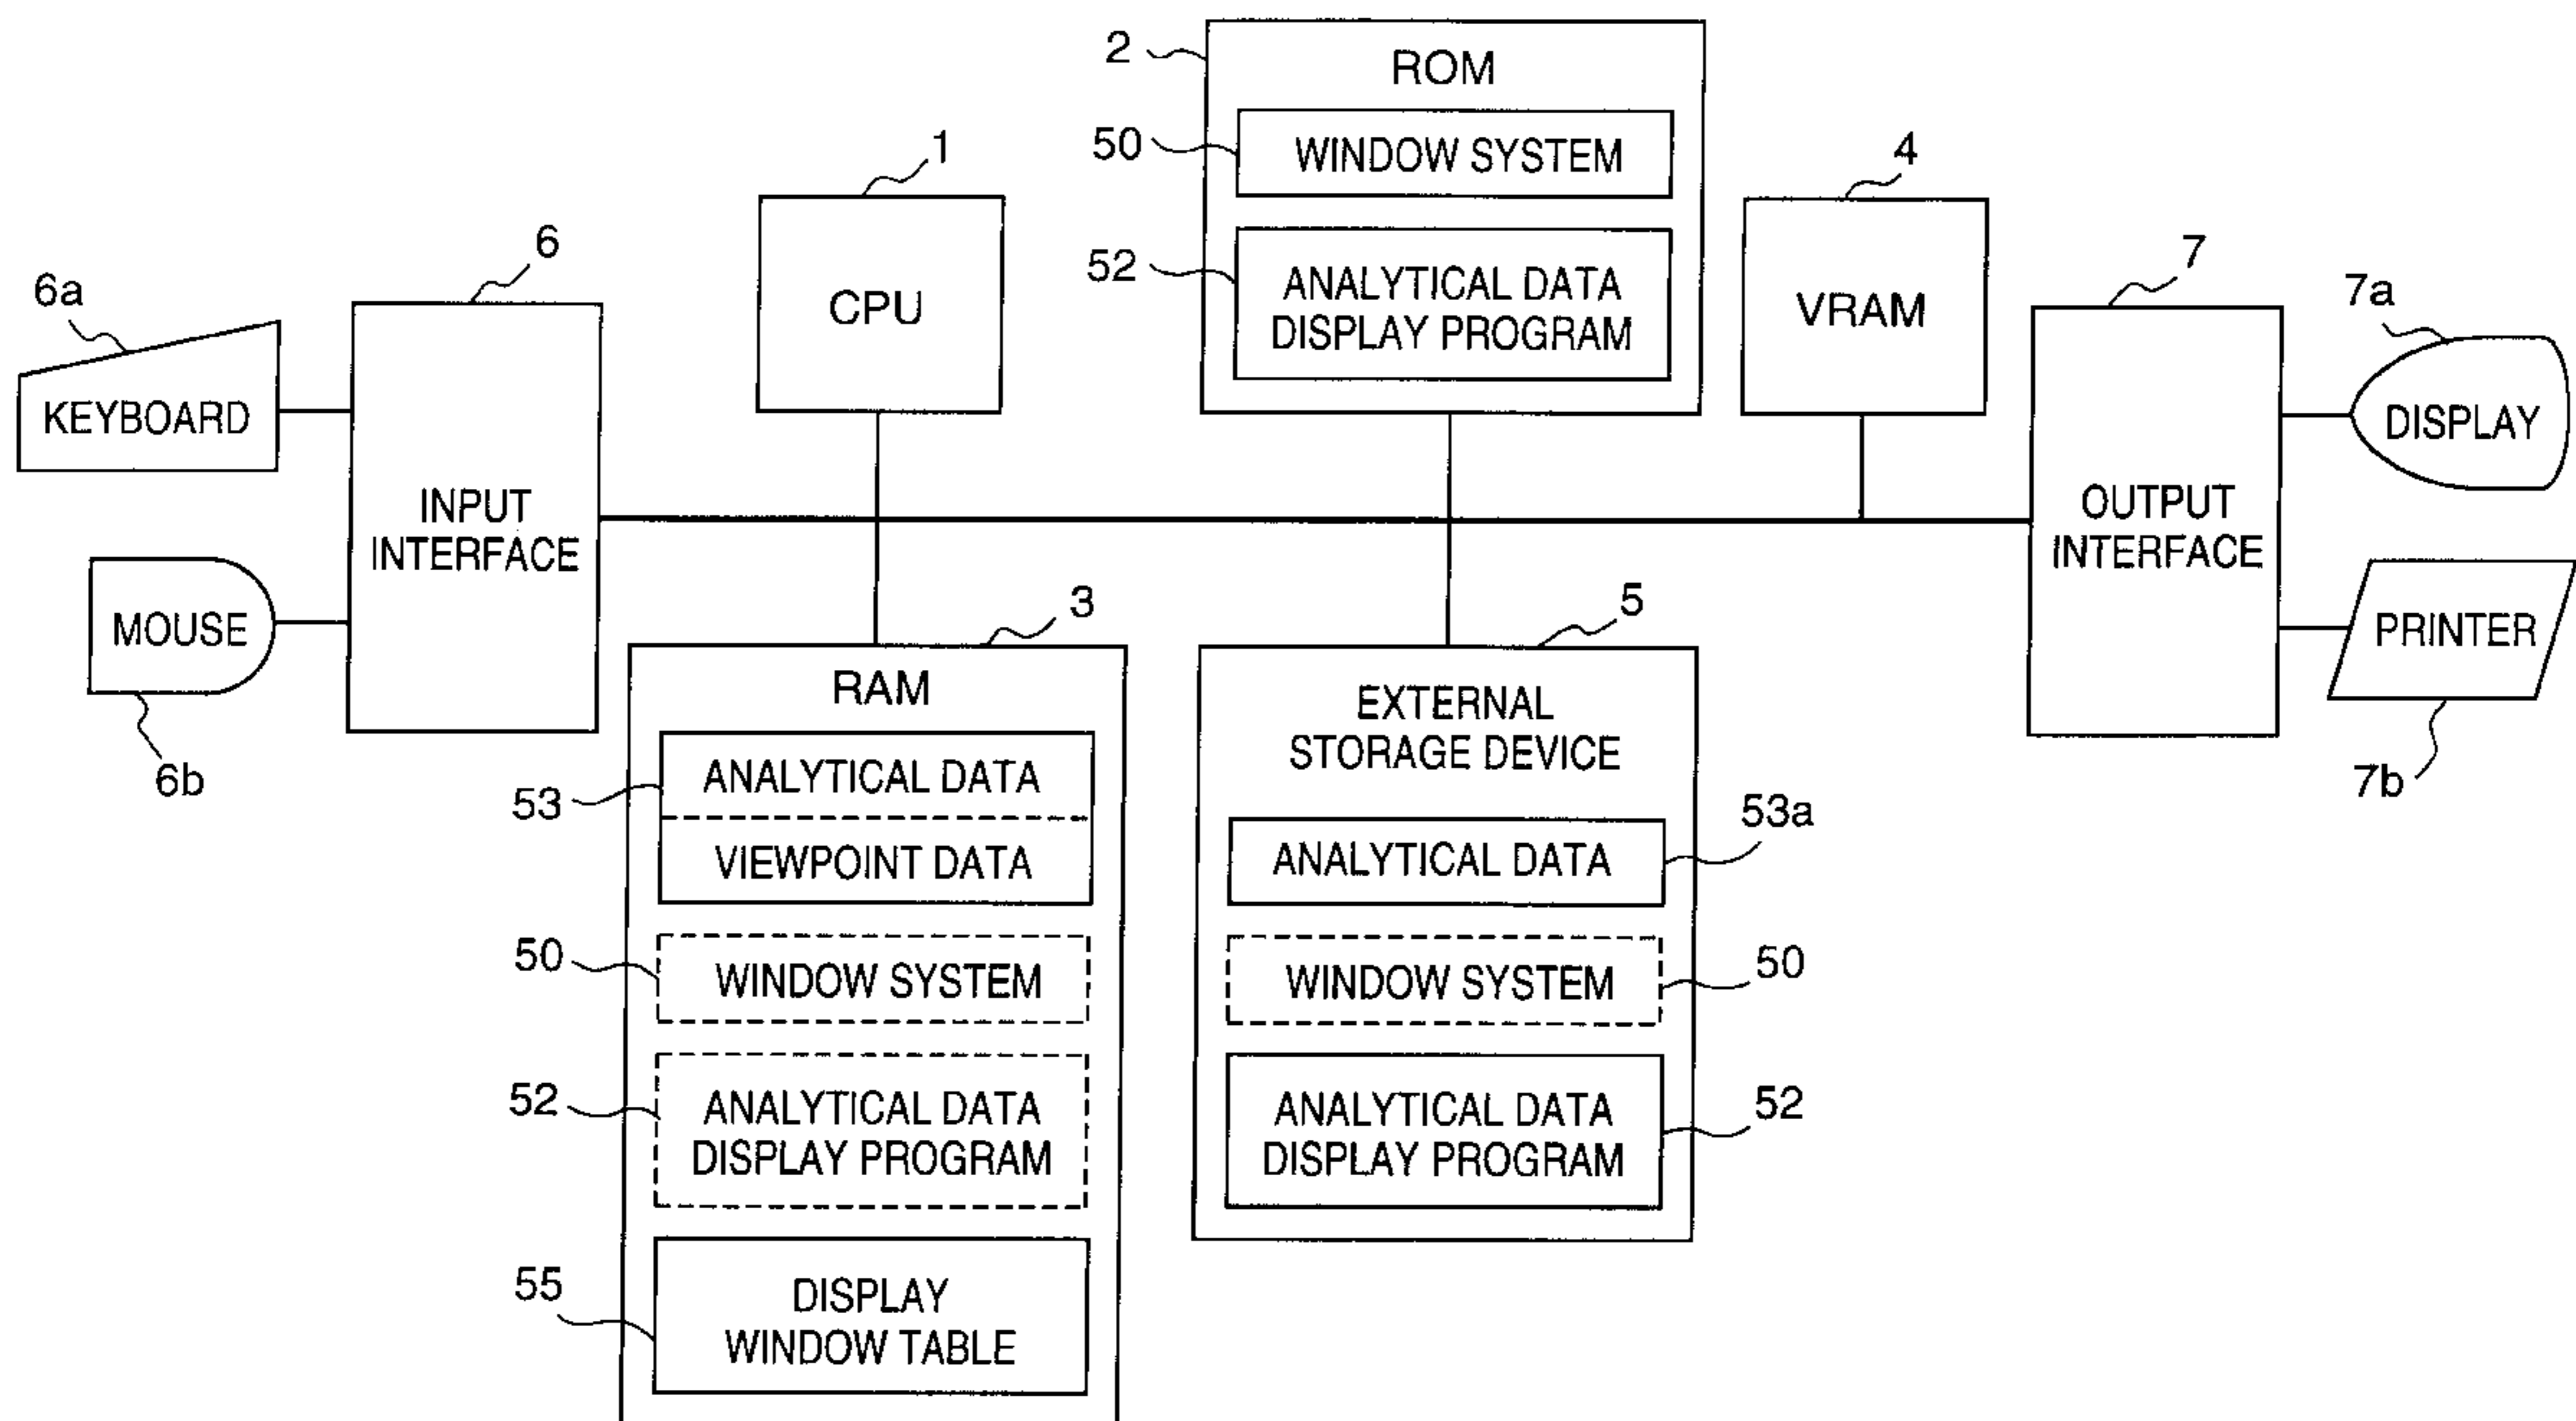 2
ROM
50
WINDOW SYSTEM
52
ANALYTICAL DATA
DISPLAY PROGRAM
1
CPU
4
VRAM
6
6a
KEYBOARD
INPUT
INTERFACE
MOUSE
6b
7
7a
DISPLAY
OUTPUT
INTERFACE
PRINTER
7b
3
RAM
53
ANALYTICAL DATA
VIEWPOINT DATA
50
WINDOW SYSTEM
52
ANALYTICAL DATA
DISPLAY PROGRAM
55
DISPLAY
WINDOW TABLE
5
EXTERNAL
STORAGE DEVICE
53a
ANALYTICAL DATA
50
WINDOW SYSTEM
52
ANALYTICAL DATA
DISPLAY PROGRAM